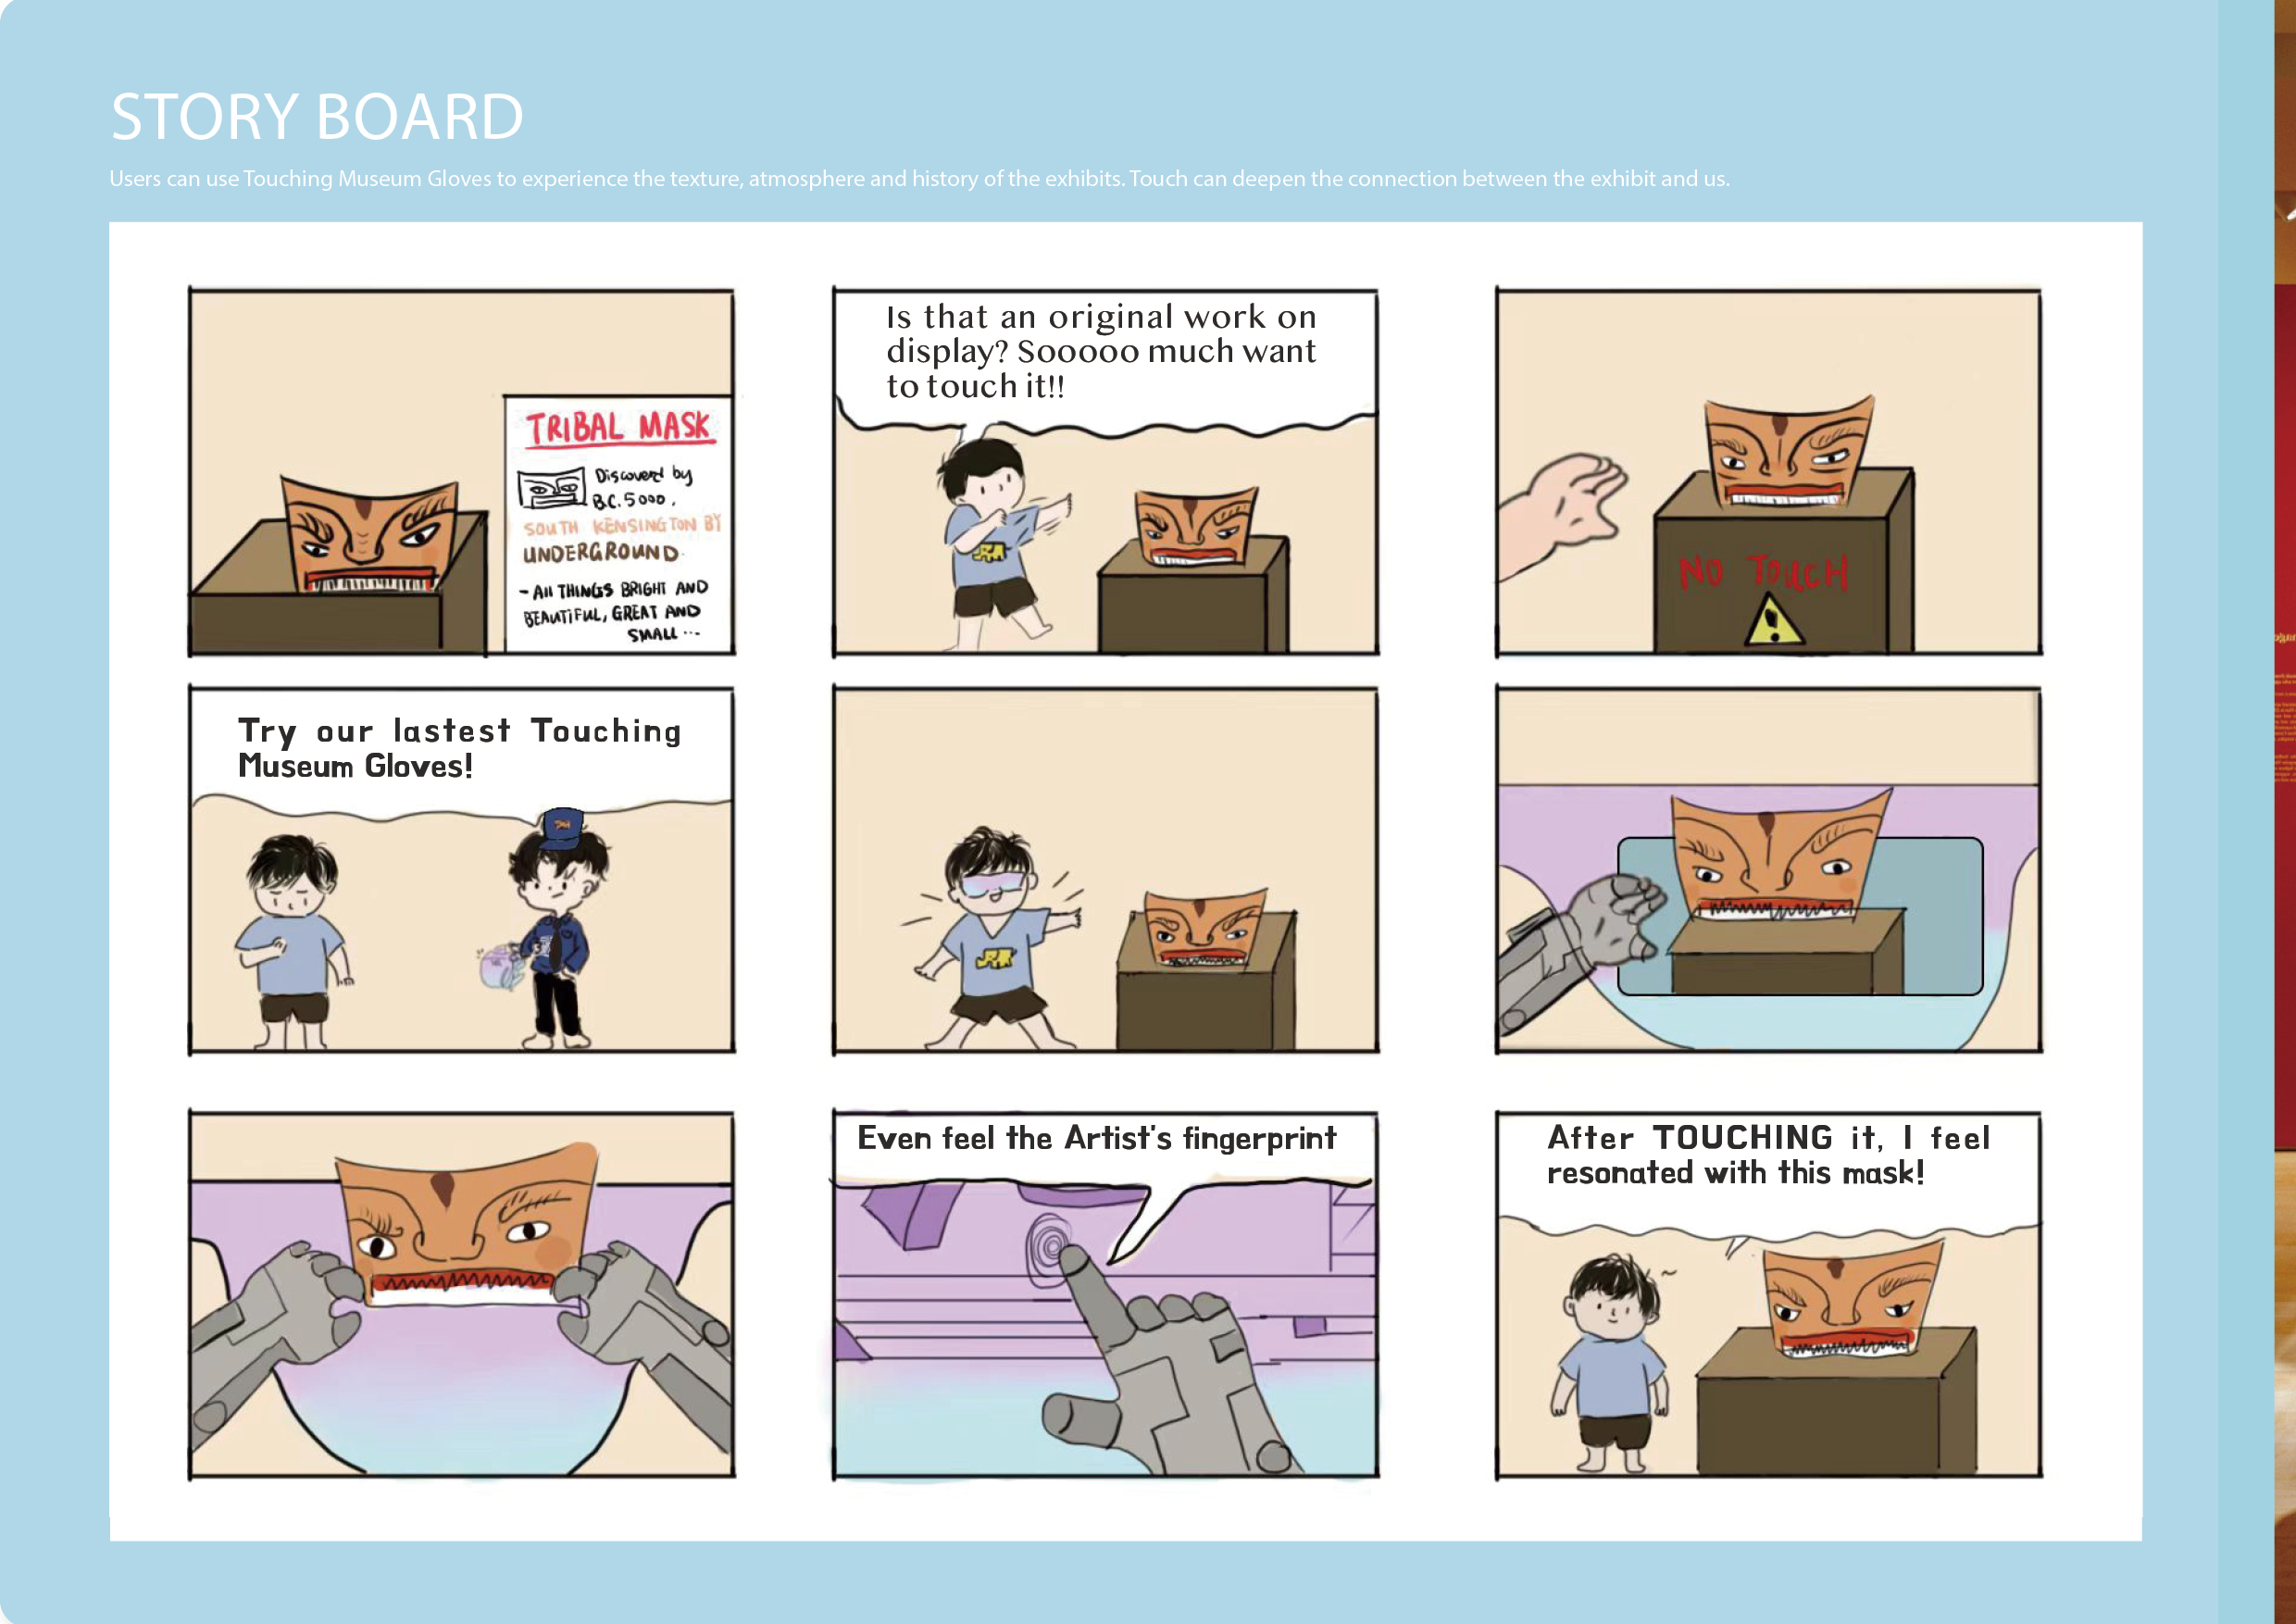 STORY BOARD
Users can use Touching Museum Gloves to experience the texture, atmosphere and history of the exhibits. Touch can deepen the connection between the exhibit and us.
TRIBAL MASK
Discoverd by
B.C. 5000.
SOUTH KENSINGTON BY
UNDERGROUND
- All THINGS BRIGHT AND
BEAUTIFUL, GREAT AND
SMALL ...
Is that an original work on
display? Sooooo much want
to touch it!!
NO TOUCH
Try our lastest Touching
Museum Gloves!
Even feel the Artist's fingerprint
After TOUCHING it, I feel
resonated with this mask!